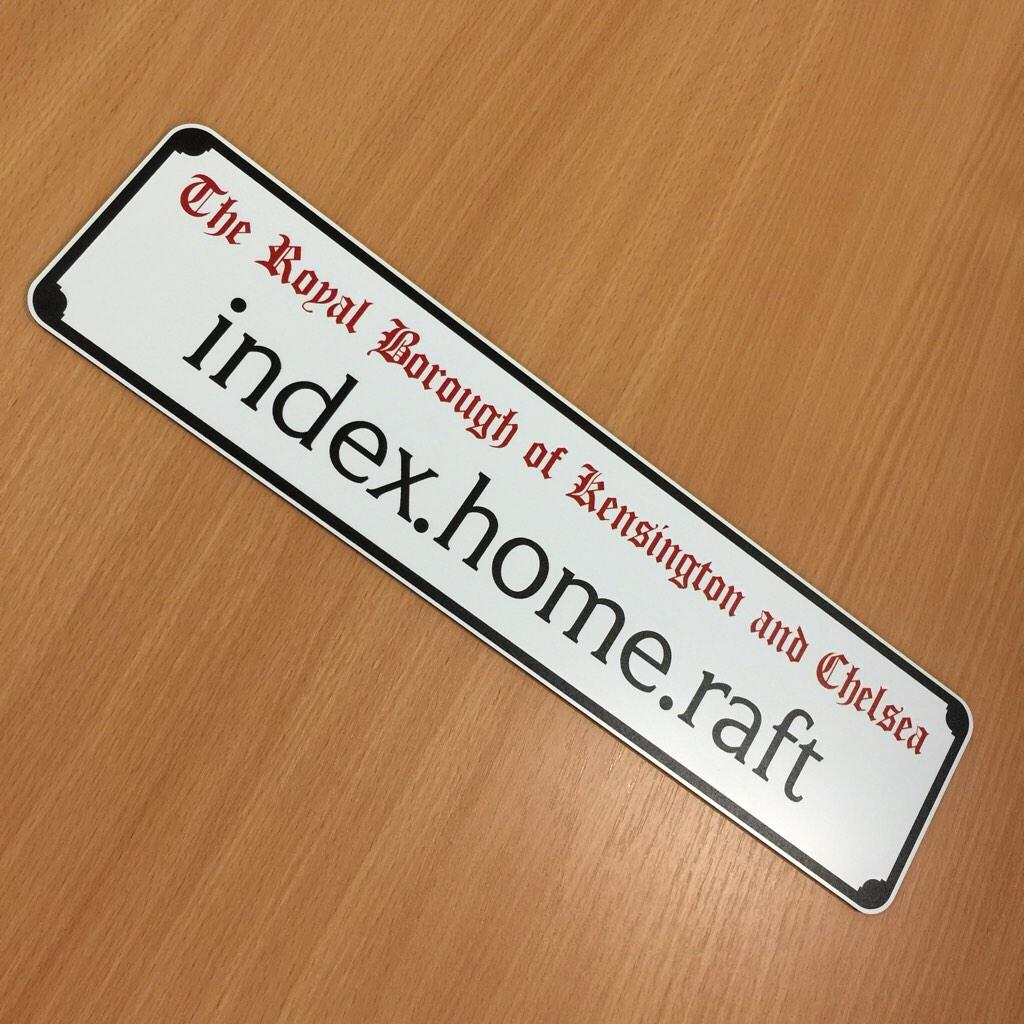 The Royal Borough of Kensington and Chelsea
index.home.raft